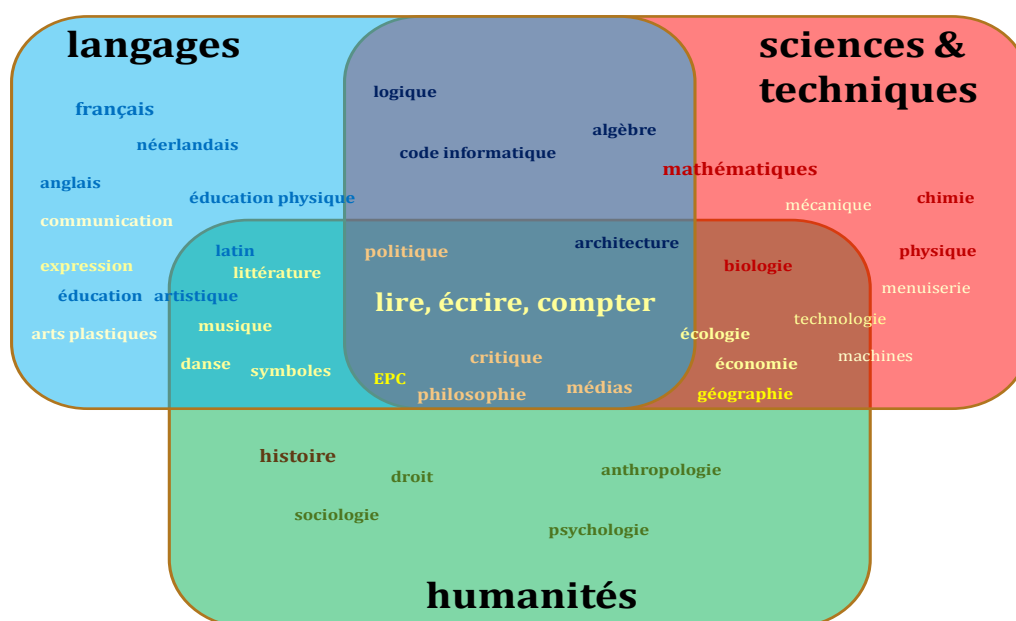 langages
sciences &
techniques
logique
français
algèbre
néerlandais
code informatique
mathématiques
anglais
éducation physique
mécanique
chimie
communication
latin
politique
architecture
physique
expression
littérature
biologie
éducation artistique
lire, écrire, compter
menuiserie
musique
technologie
arts plastiques
écologie
danse
symboles
critique
économie
machines
EPC
philosophie
médias
géographie
histoire
droit
anthropologie
sociologie
psychologie
humanités